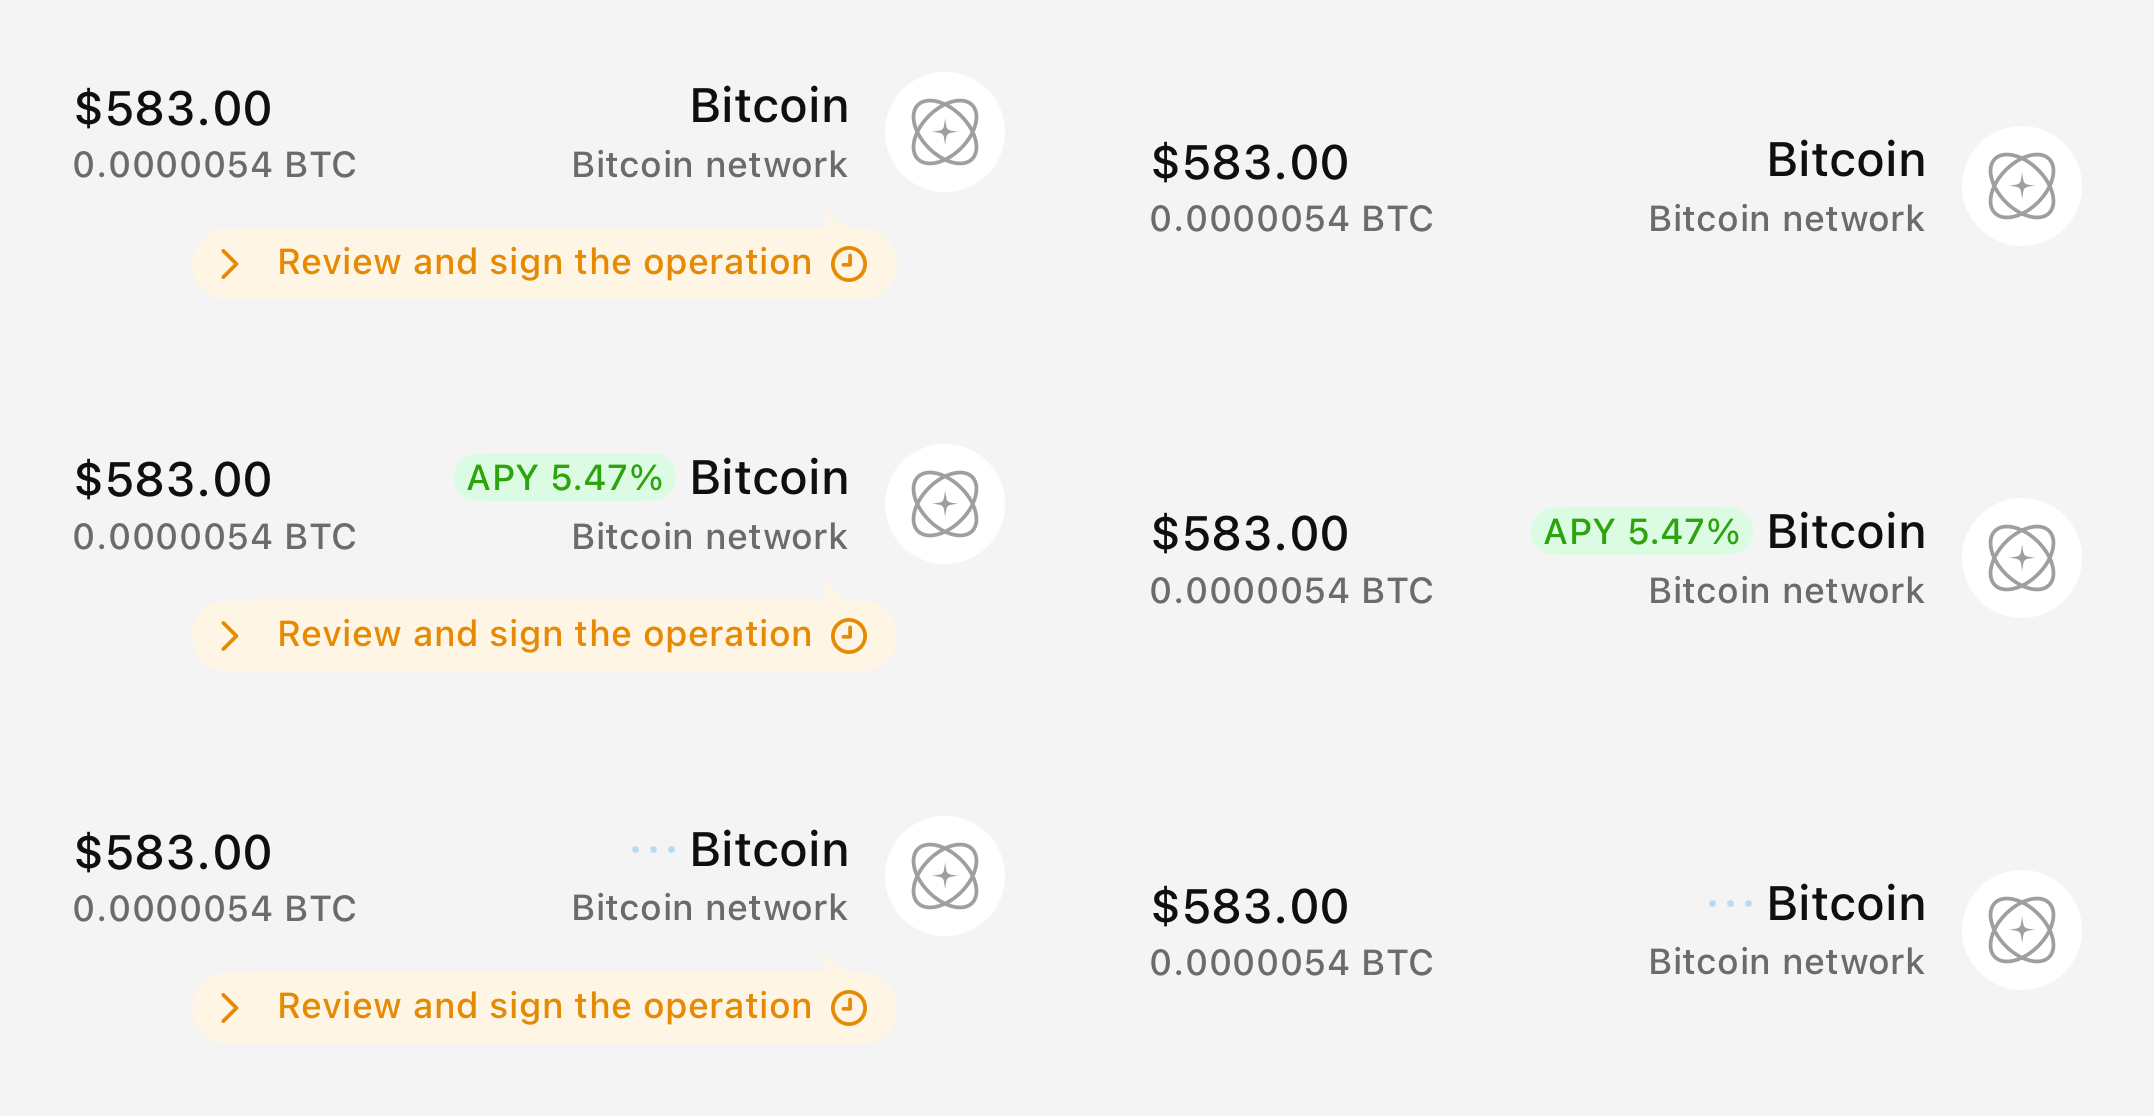 $583.00 Bitcoin
0.0000054 BTC Bitcoin network
Review and sign the operation
$583.00 APY 5.47% Bitcoin
0.0000054 BTC Bitcoin network
Review and sign the operation
$583.00 Bitcoin
0.0000054 BTC Bitcoin network
Review and sign the operation
$583.00 Bitcoin
0.0000054 BTC Bitcoin network
$583.00 APY 5.47% Bitcoin
0.0000054 BTC Bitcoin network
$583.00 Bitcoin
0.0000054 BTC Bitcoin network